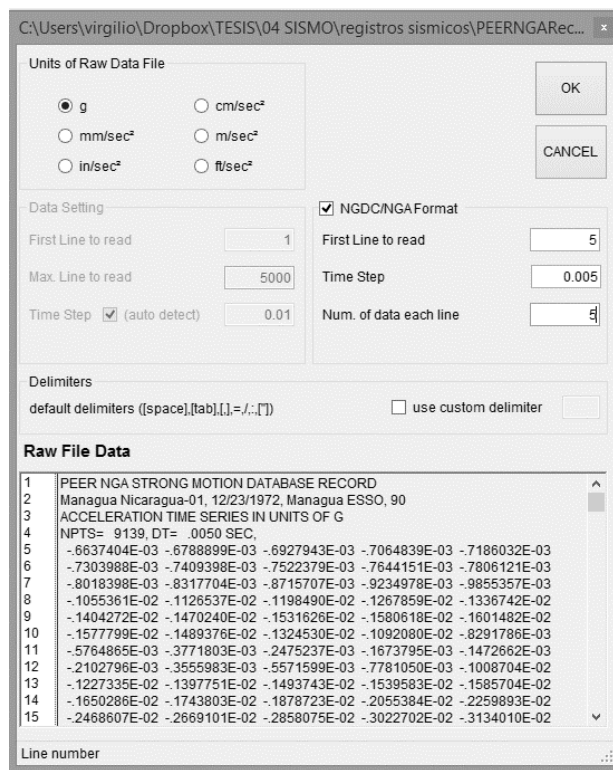 C:\Users\virgilio\Dropbox\TESIS\04 SISMO\registros sismicos\PEERNGARec... x
Units of Raw Data File
g
cm/sec²
mm/sec²
m/sec²
in/sec²
ft/sec²
OK
CANCEL
Data Setting
First Line to read 1
Max. Line to read 5000
Time Step (auto detect) 0.01
NGDC/NGA Format
First Line to read 5
Time Step 0.005
Num. of data each line 5
Delimiters
default delimiters ([space],[tab],[,],=,/,:,["])
use custom delimiter
Raw File Data
1 PEER NGA STRONG MOTION DATABASE RECORD
2 Managua Nicaragua-01, 12/23/1972, Managua ESSO, 90
3 ACCELERATION TIME SERIES IN UNITS OF G
4 NPTS= 9139, DT= .0050 SEC,
5 -.6637404E-03 -.6788899E-03 -.6927943E-03 -.7064839E-03 -.7186032E-03
6 -.7303988E-03 -.7409398E-03 -.7522379E-03 -.7644151E-03 -.7806121E-03
7 -.8018398E-03 -.8317704E-03 -.8715707E-03 -.9234978E-03 -.9855357E-03
8 -.1055361E-02 -.1126537E-02 -.1198490E-02 -.1267859E-02 -.1336742E-02
9 -.1404272E-02 -.1470240E-02 -.1531626E-02 -.1580618E-02 -.1601482E-02
10 -.1577799E-02 -.1489376E-02 -.1324530E-02 -.1092080E-02 -.8291786E-03
11 -.5764865E-03 -.3771803E-03 -.2475237E-03 -.1673795E-03 -.1472662E-03
12 -.2102796E-03 -.3555983E-03 -.5571599E-03 -.7781050E-03 -.1008704E-02
13 -.1227335E-02 -.1397751E-02 -.1493743E-02 -.1539583E-02 -.1585704E-02
14 -.1650286E-02 -.1743803E-02 -.1878723E-02 -.2055384E-02 -.2259893E-02
15 -.2468607E-02 -.2669101E-02 -.2858075E-02 -.3022702E-02 -.3134010E-02
Line number